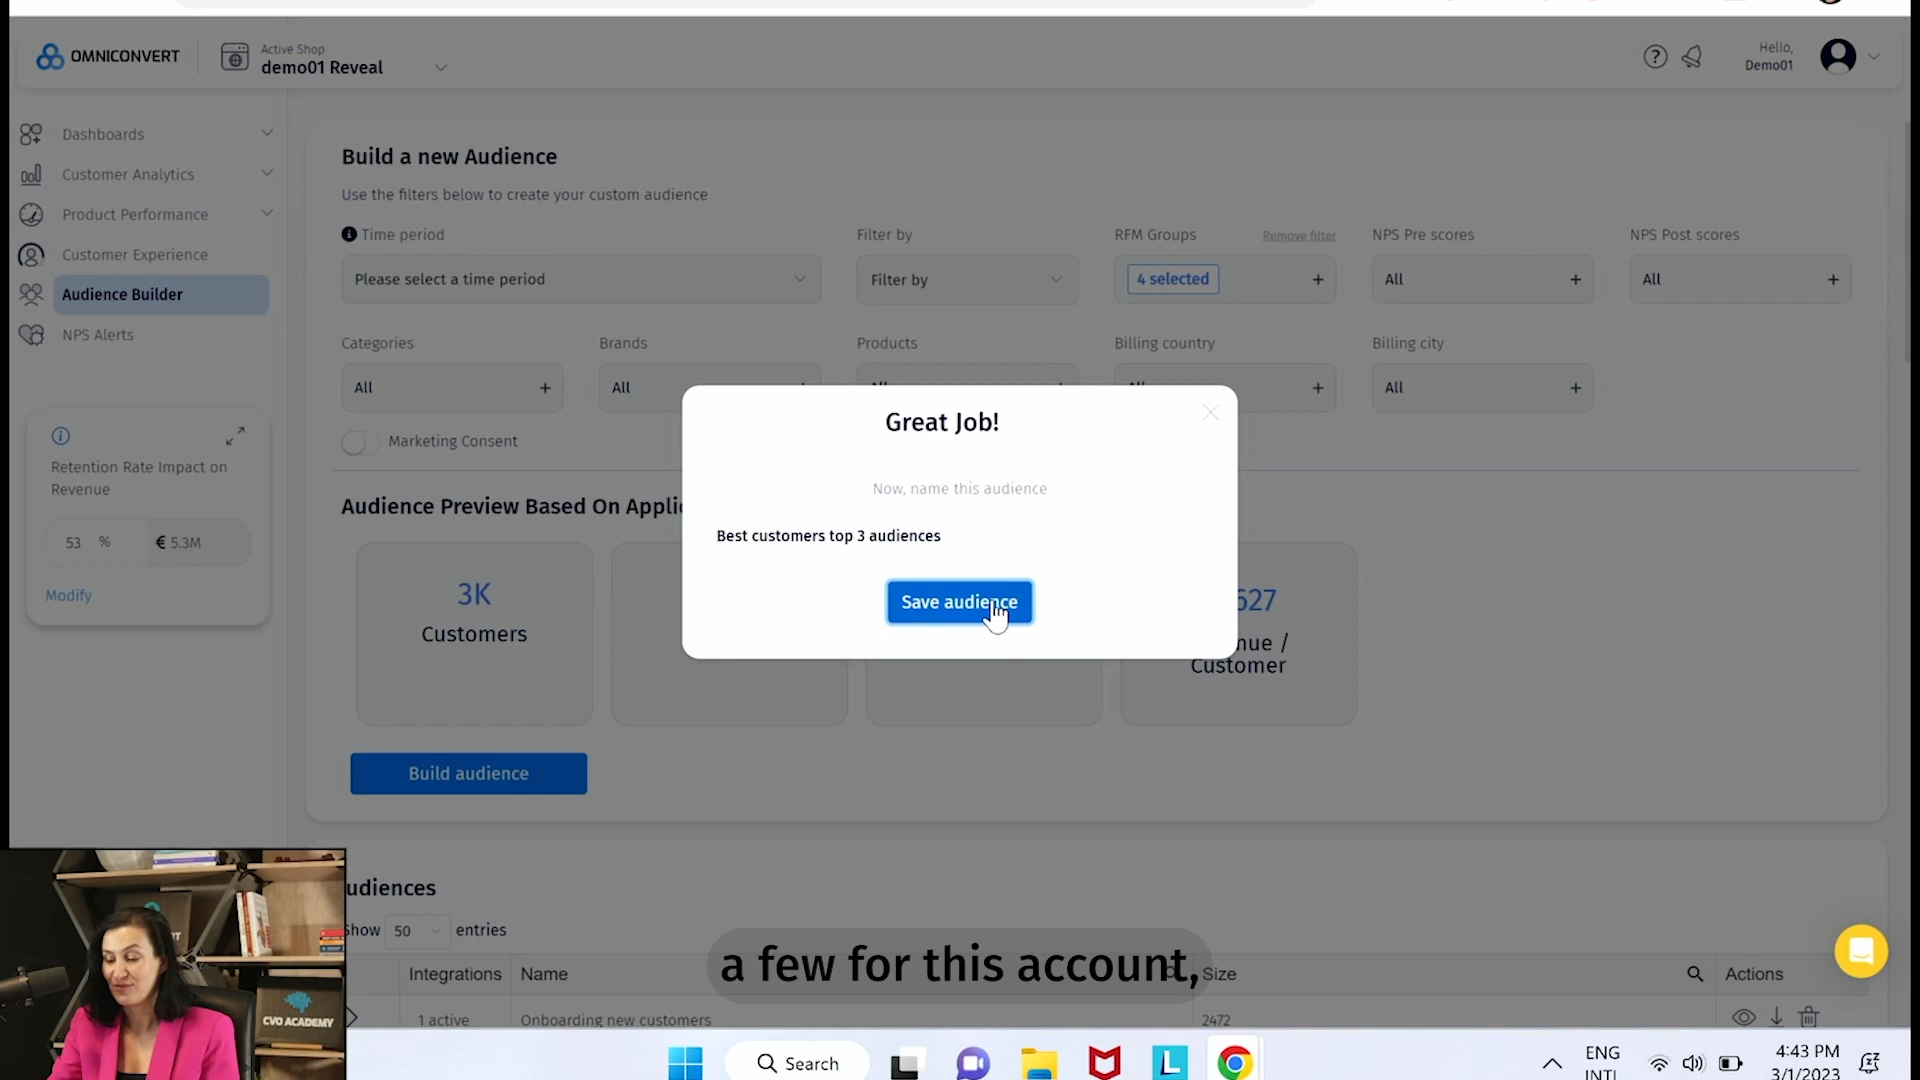 OMNICONVERT
Active Shop
demo01 Reveal
Hello,
Demo01
Dashboards
Customer Analytics
Product Performance
Customer Experience
Audience Builder
NPS Alerts
Retention Rate Impact on
Revenue
53 % € 5.3M
Modify
Build a new Audience
Use the filters below to create your custom audience
Time period
Filter by
RFM Groups
Remove filter
NPS Pre scores
NPS Post scores
Please select a time period
Filter by
4 selected
All
All
Categories
Brands
Products
Billing country
Billing city
All
All
All
Marketing Consent
Great Job!
Now, name this audience
Best customers top 3 audiences
Save audience
Audience Preview Based On Appli
3K
Customers
627
nue /
Customer
Build audience
udiences
how 50 entries
Integrations
Name
Size
Actions
1 active
Onboarding new customers
2472
a few for this account,
CVO ACADEMY
Search
ENG
INTL
4:43 PM
3/1/2023